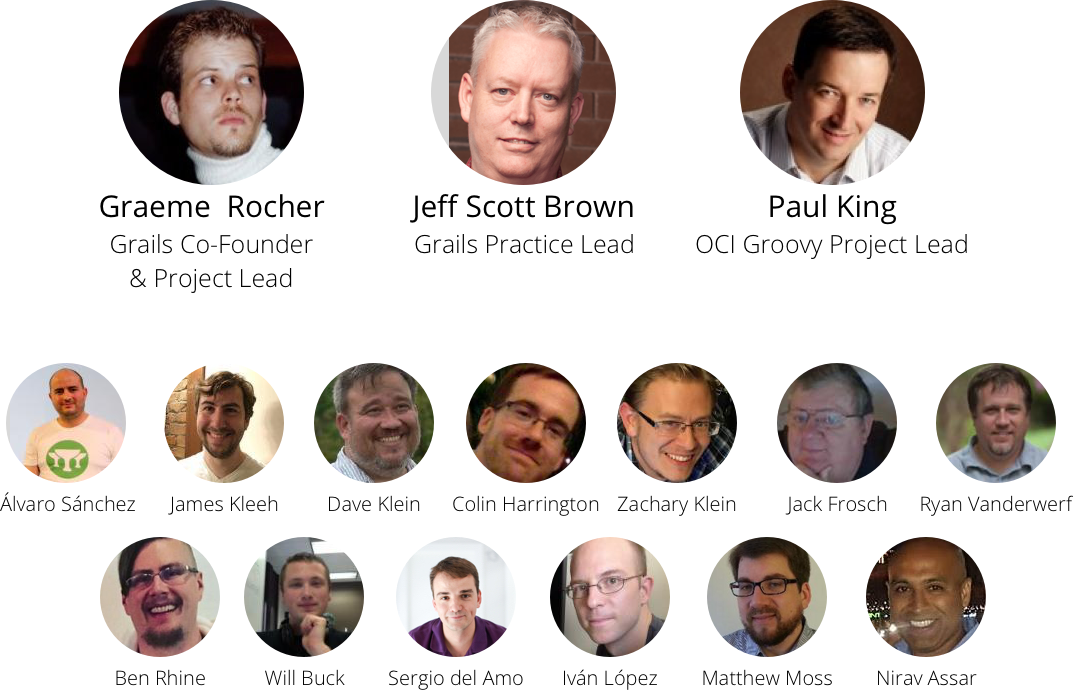 Graeme Rocher
Jeff Scott Brown
Paul King
Grails Co-Founder
& Project Lead
Grails Practice Lead
OCI Groovy Project Lead
Álvaro Sánchez
James Kleeh
Dave Klein
Colin Harrington
Zachary Klein
Jack Frosch
Ryan Vanderwerf
Ben Rhine
Will Buck
Sergio del Amo
Iván López
Matthew Moss
Nirav Assar